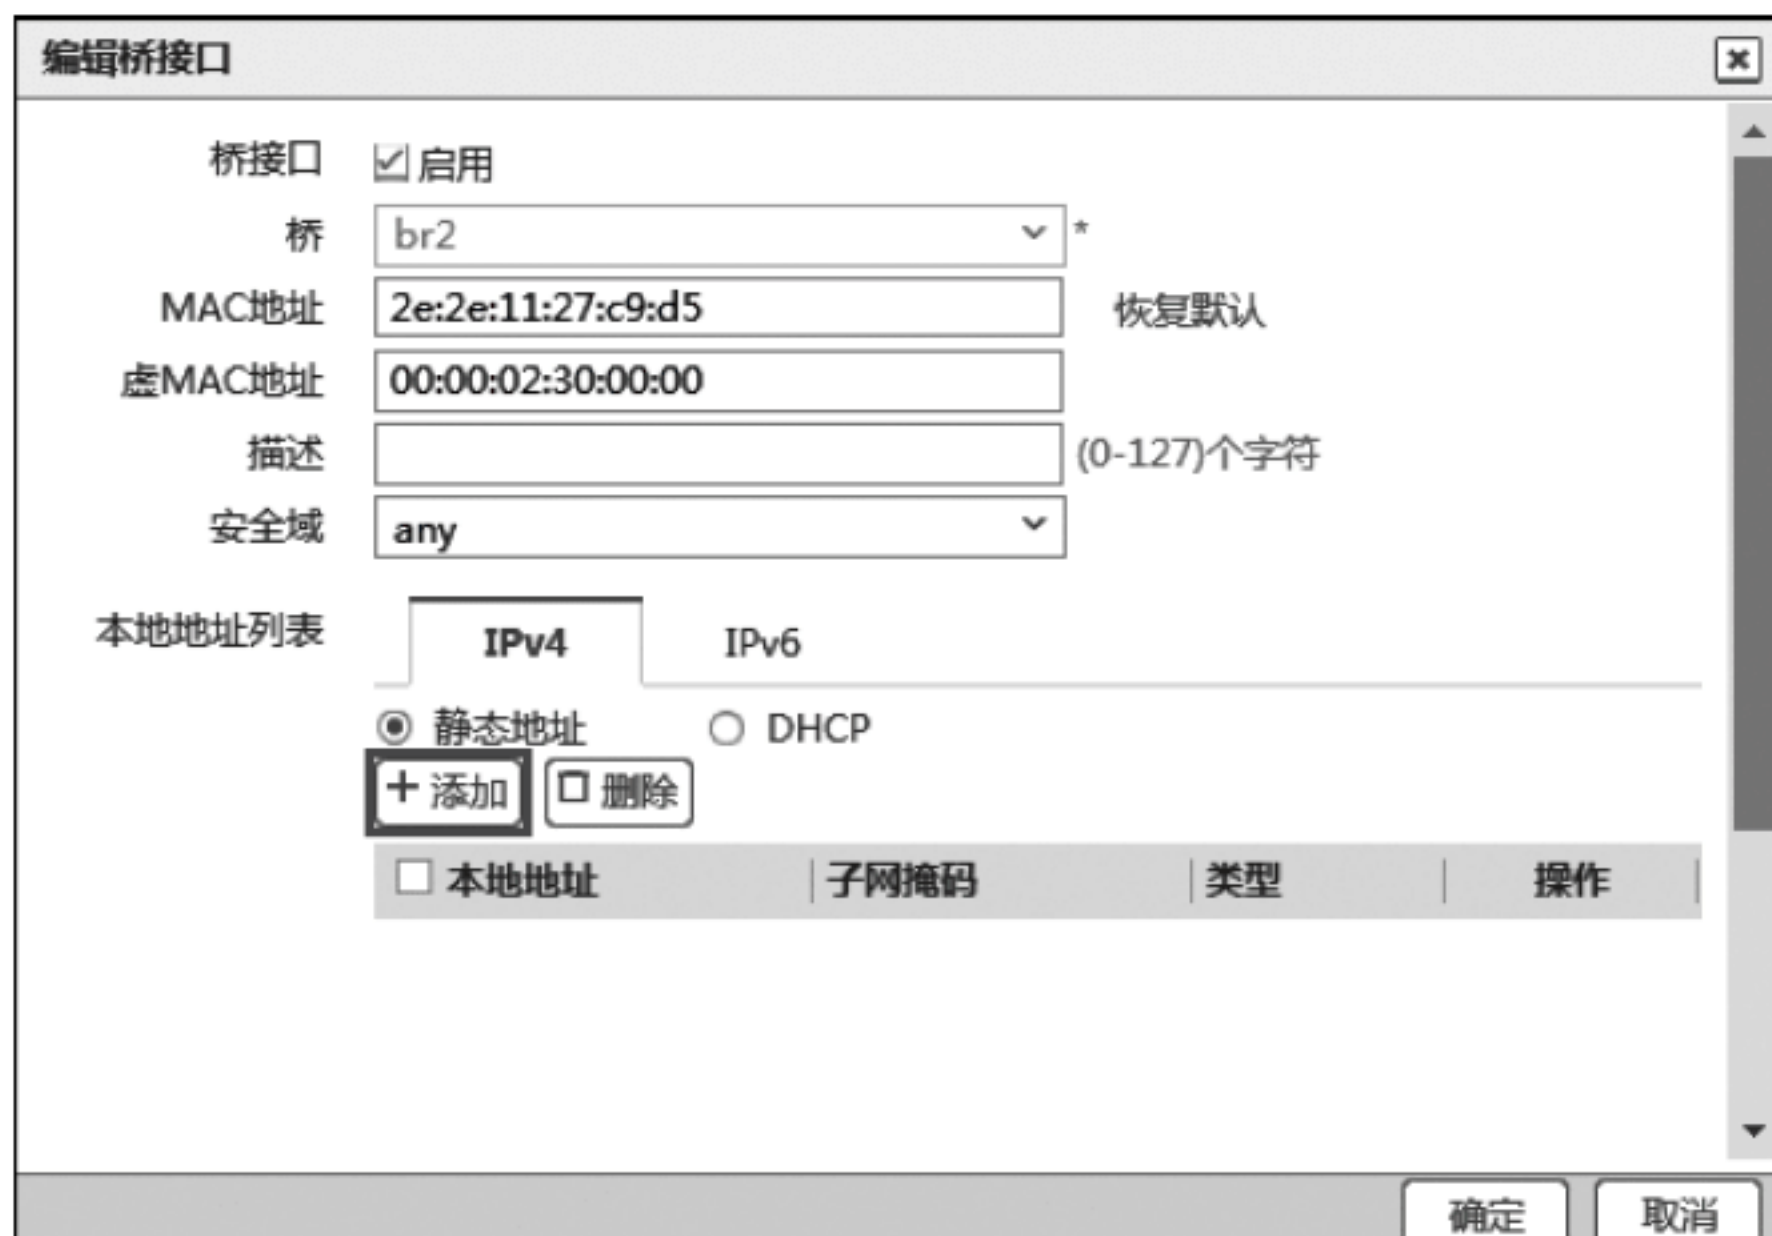 编辑桥接口
桥接口 启用
桥 br2 *
MAC地址 2e:2e:11:27:c9:d5 恢复默认
虚MAC地址 00:00:02:30:00:00
描述 (0-127)个字符
安全域 any
本地地址列表 IPv4 IPv6
静态地址 DHCP
添加 删除
本地地址 子网掩码 类型 操作
确定 取消